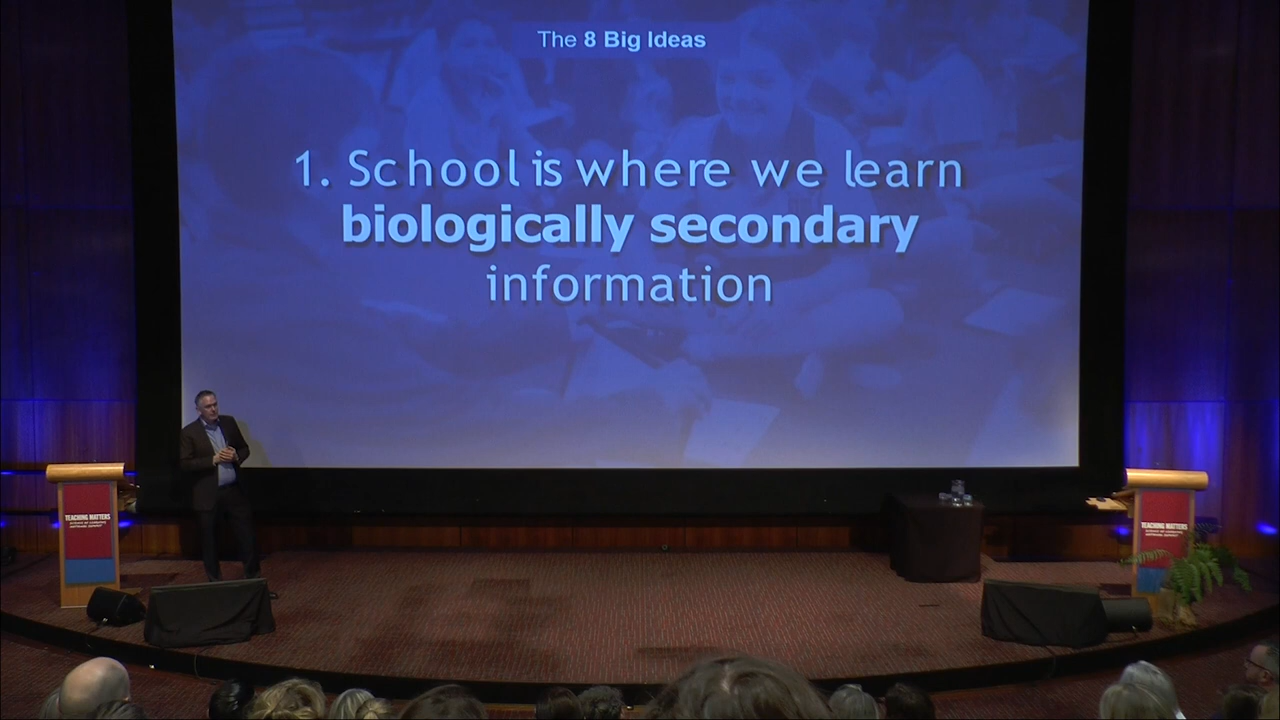 The 8 Big Ideas
1. School is where we learn
biologically secondary
information
TEACHING MATTERS
TEACHING MATTERS